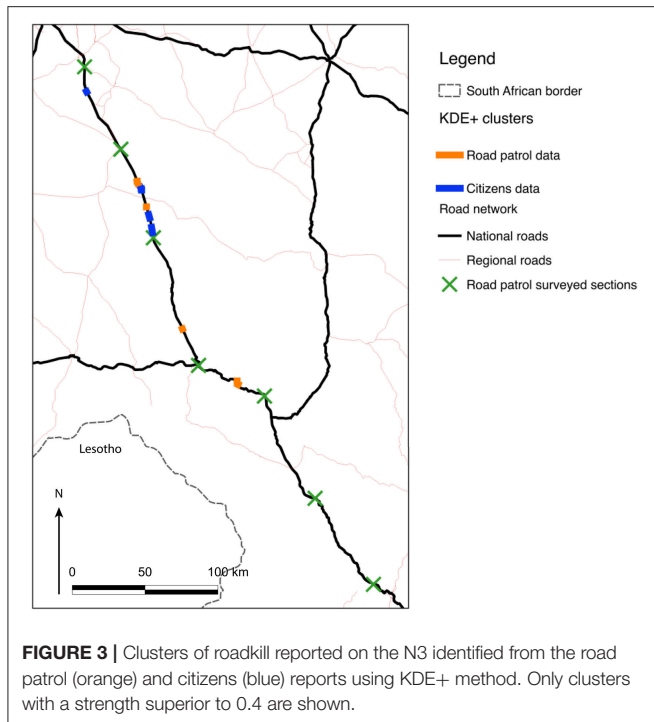 Legend
South African border
KDE+ clusters
Road patrol data
Citizens data
Road network
National roads
Regional roads
Road patrol surveyed sections
Lesotho
N
0 50 100 km
FIGURE 3 | Clusters of roadkill reported on the N3 identified from the road
patrol (orange) and citizens (blue) reports using KDE+ method. Only clusters
with a strength superior to 0.4 are shown.